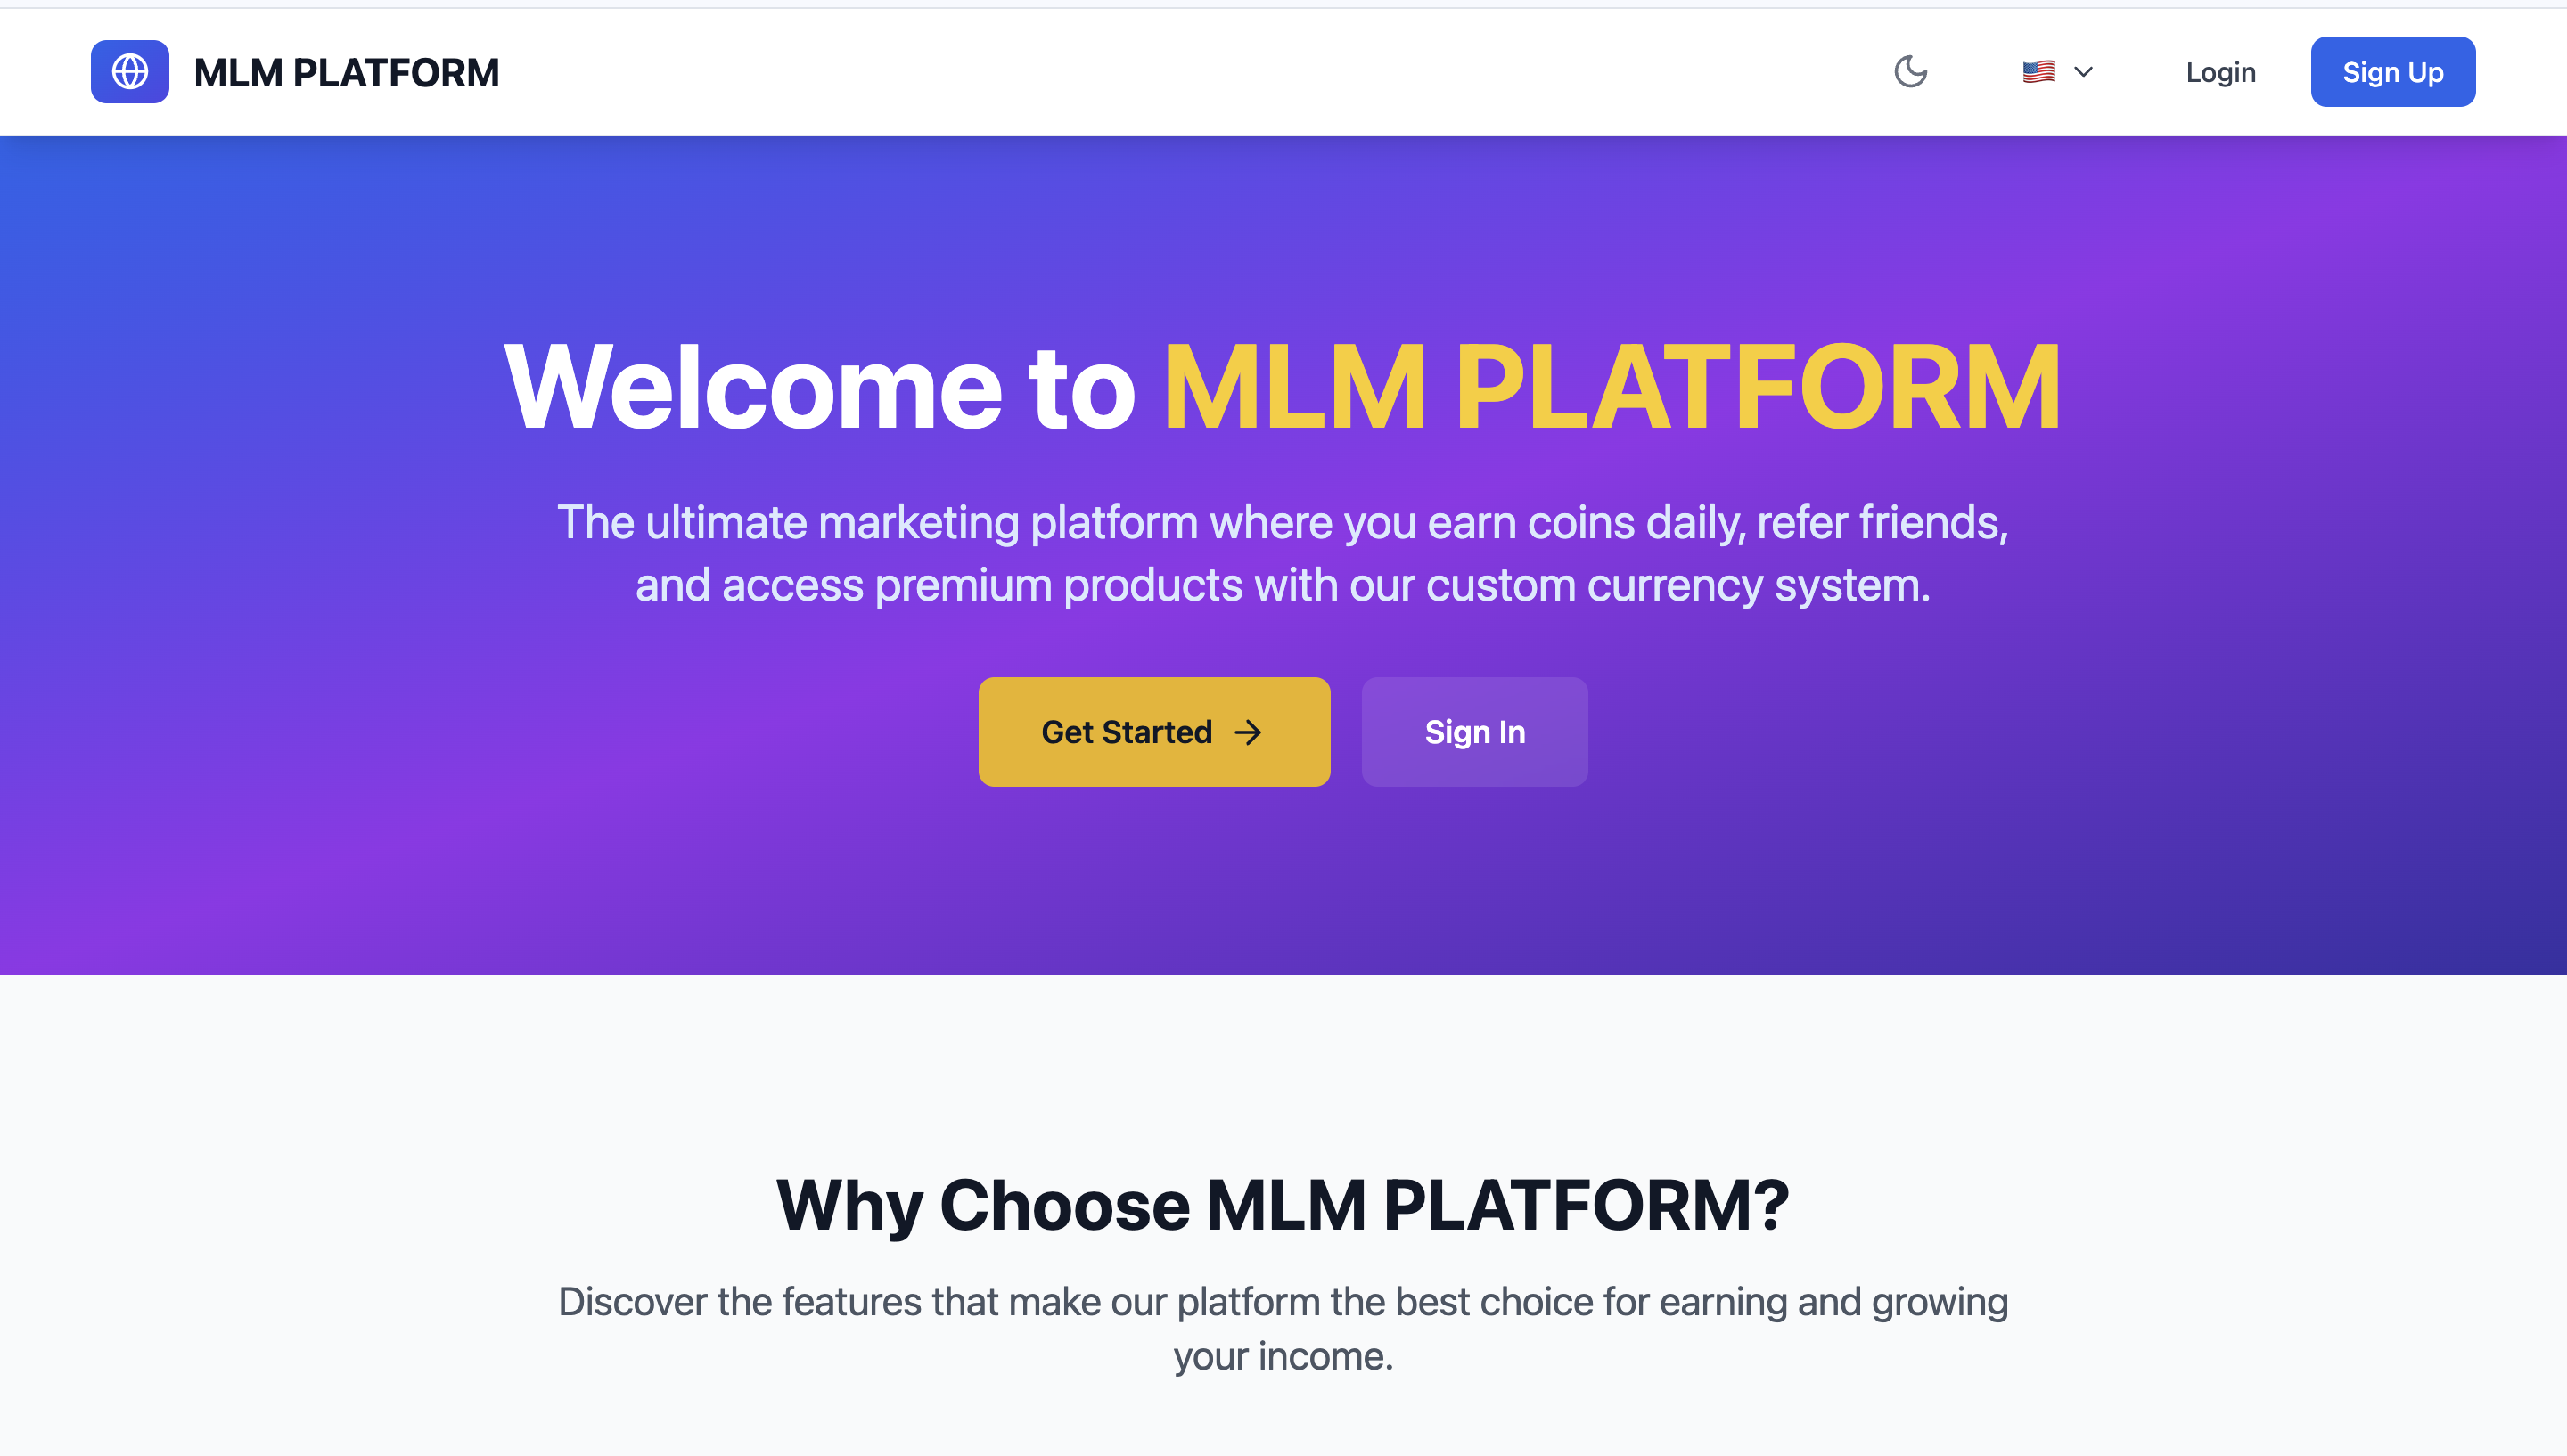 MLM PLATFORM
Login
Sign Up
Welcome to MLM PLATFORM
The ultimate marketing platform where you earn coins daily, refer friends,
and access premium products with our custom currency system.
Get Started →
Sign In
Why Choose MLM PLATFORM?
Discover the features that make our platform the best choice for earning and growing
your income.